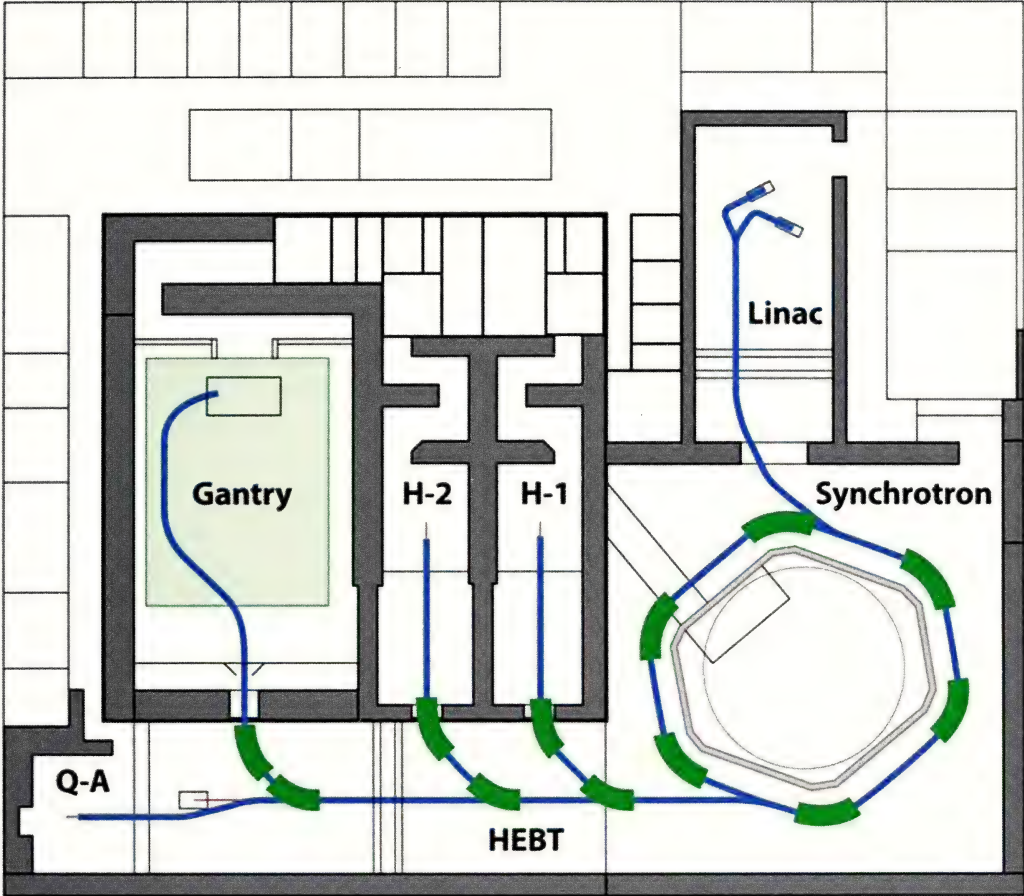 Linac
Gantry
H-2
H-1
Synchrotron
Q-A
HEBT